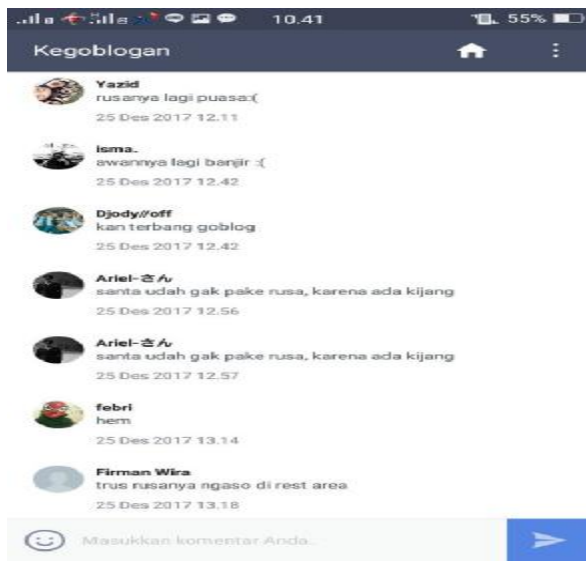 10.41
55%
Kegoblogan
Yazid
rusanya lagi puasa:(
25 Des 2017 12.11
isma.
awannya lagi banjir :(
25 Des 2017 12.42
Djody//off
kan terbang goblog
25 Des 2017 12.42
Ariel-さん
santa udah gak pake rusa, karena ada kijang
25 Des 2017 12.56
Ariel-さん
santa udah gak pake rusa, karena ada kijang
25 Des 2017 12.57
febri
hem
25 Des 2017 13.14
Firman Wira
trus rusanya ngaso di rest area
25 Des 2017 13.18
Masukkan komentar Anda..